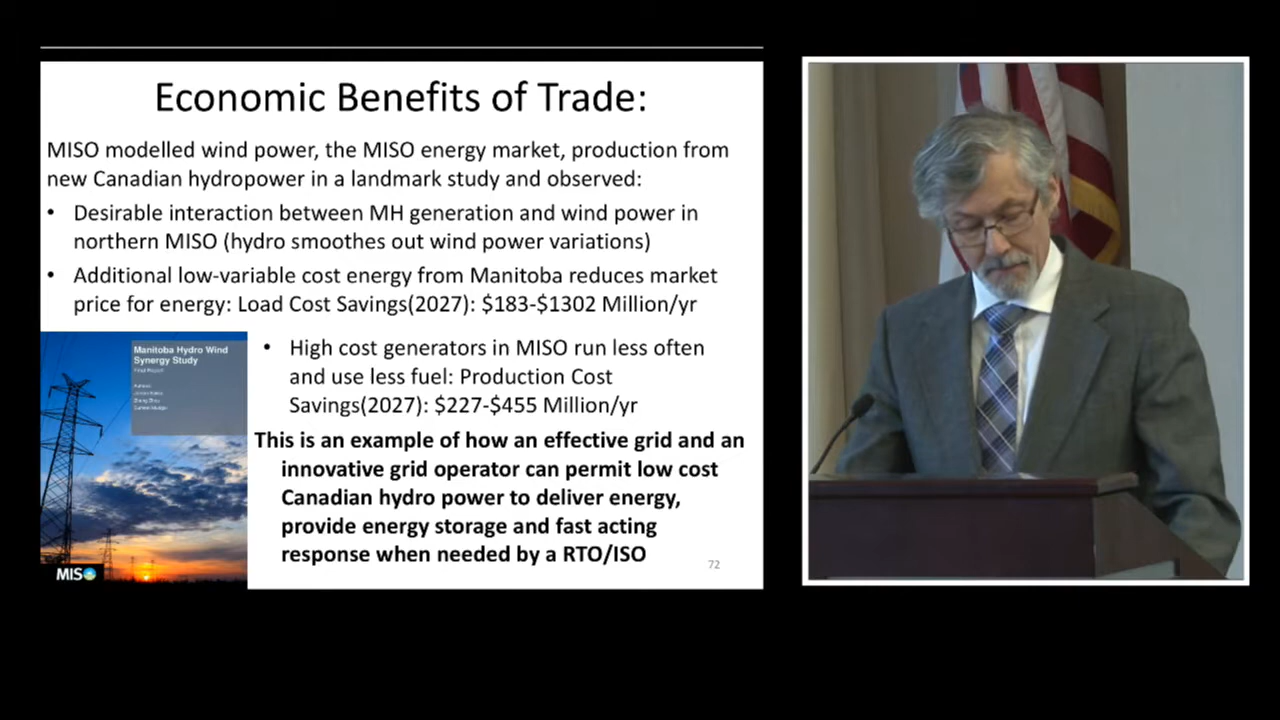 Economic Benefits of Trade:
MISO modelled wind power, the MISO energy market, production from
new Canadian hydropower in a landmark study and observed:
• Desirable interaction between MH generation and wind power in
northern MISO (hydro smoothes out wind power variations)
• Additional low-variable cost energy from Manitoba reduces market
price for energy: Load Cost Savings(2027): $183-$1302 Million/yr
• High cost generators in MISO run less often
and use less fuel: Production Cost
Savings(2027): $227-$455 Million/yr
This is an example of how an effective grid and an
innovative grid operator can permit low cost
Canadian hydro power to deliver energy,
provide energy storage and fast acting
response when needed by a RTO/ISO
72
Manitoba Hydro Wind
Synergy Study
Final Report
MISO